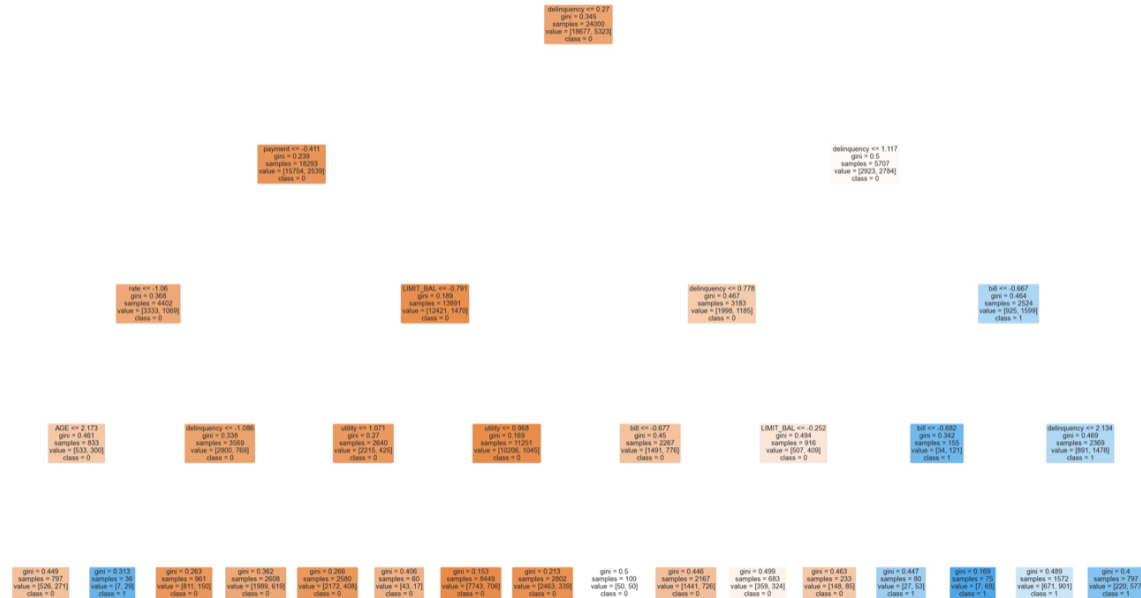 delinquency <= 0.27
gini = 0.345
samples = 24000
value = [18677, 5323]
class = 0
payment <= -0.411
gini = 0.239
samples = 18293
value = [15754, 2539]
class = 0
delinquency <= 1.117
gini = 0.5
samples = 5707
value = [2923, 2784]
class = 0
rate <= -1.06
gini = 0.368
samples = 4402
value = [3333, 1069]
class = 0
LIMIT_BAL <= -0.791
gini = 0.189
samples = 13891
value = [12421, 1470]
class = 0
delinquency <= 0.778
gini = 0.467
samples = 3183
value = [1998, 1185]
class = 0
bill <= -0.667
gini = 0.464
samples = 2524
value = [925, 1599]
class = 1
AGE <= 2.173
gini = 0.461
samples = 833
value = [533, 300]
class = 0
delinquency <= -1.086
gini = 0.338
samples = 3569
value = [2800, 769]
class = 0
utility <= 1.071
gini = 0.27
samples = 2640
value = [2215, 425]
class = 0
utility <= 0.968
gini = 0.169
samples = 11251
value = [10206, 1045]
class = 0
bill <= -0.677
gini = 0.45
samples = 2267
value = [1491, 776]
class = 0
LIMIT_BAL <= -0.252
gini = 0.494
samples = 916
value = [507, 409]
class = 0
bill <= -0.682
gini = 0.342
samples = 155
value = [34, 121]
class = 1
delinquency <= 2.134
gini = 0.469
samples = 2369
value = [891, 1478]
class = 1
gini = 0.449
samples = 797
value = [526, 271]
class = 0
gini = 0.313
samples = 36
value = [7, 29]
class = 1
gini = 0.263
samples = 961
value = [811, 150]
class = 0
gini = 0.362
samples = 2608
value = [1989, 619]
class = 0
gini = 0.266
samples = 2580
value = [2172, 408]
class = 0
gini = 0.406
samples = 60
value = [43, 17]
class = 0
gini = 0.153
samples = 8449
value = [7743, 706]
class = 0
gini = 0.213
samples = 2802
value = [2463, 339]
class = 0
gini = 0.5
samples = 100
value = [50, 50]
class = 0
gini = 0.446
samples = 2167
value = [1441, 726]
class = 0
gini = 0.499
samples = 683
value = [359, 324]
class = 0
gini = 0.463
samples = 233
value = [148, 85]
class = 0
gini = 0.447
samples = 80
value = [27, 53]
class = 1
gini = 0.169
samples = 75
value = [7, 68]
class = 1
gini = 0.489
samples = 1572
value = [671, 901]
class = 1
gini = 0.4
samples = 797
value = [220, 577]
class = 1